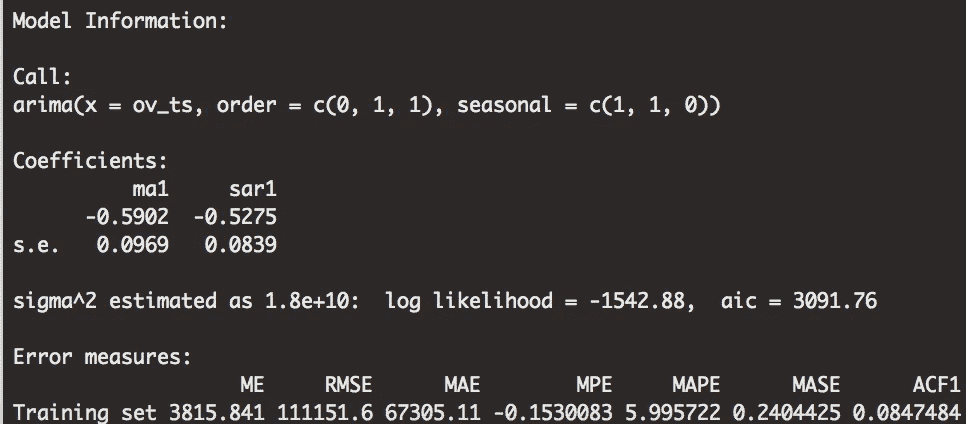 Model Information:
Call:
arima(x = ov_ts, order = c(0, 1, 1), seasonal = c(1, 1, 0))
Coefficients:
ma1 sar1
-0.5902 -0.5275
s.e. 0.0969 0.0839
sigma^2 estimated as 1.8e+10: log likelihood = -1542.88, aic = 3091.76
Error measures:
ME RMSE MAE MPE MAPE MASE ACF1
Training set 3815.841 111151.6 67305.11 -0.1530083 5.995722 0.2404425 0.0847484